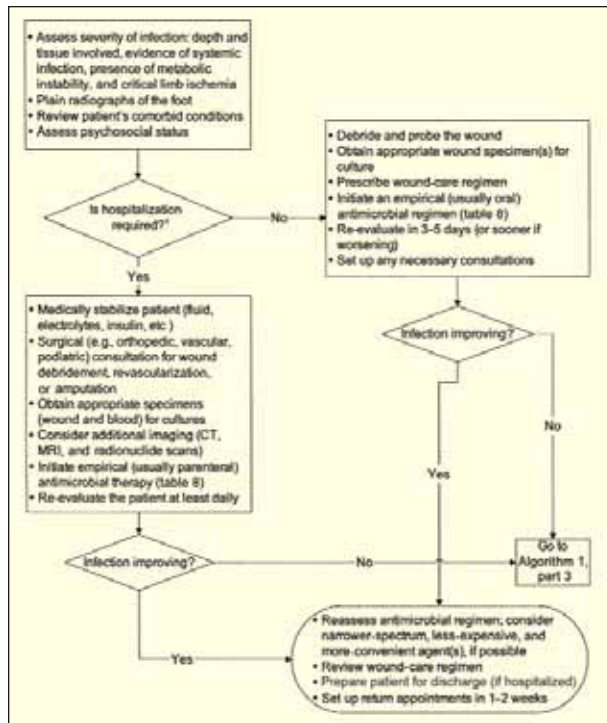 • Assess severity of infection: depth and
tissue involved, evidence of systemic
infection, presence of metabolic
instability, and critical limb ischemia
• Plain radiographs of the foot
• Review patient's comorbid conditions
• Assess psychosocial status
Is hospitalization
required?
No
• Debride and probe the wound
• Obtain appropriate wound specimen(s) for
culture
• Prescribe wound-care regimen
• Initiate an empirical (usually oral)
antimicrobial regimen (table 8)
• Re-evaluate in 3–5 days (or sooner if
worsening)
• Set up any necessary consultations
Yes
• Medically stabilize patient (fluid,
electrolytes, insulin, etc.)
• Surgical (e.g., orthopedic, vascular,
podiatric) consultation for wound
debridement, revascularization,
or amputation
• Obtain appropriate specimens
(wound and blood) for cultures
• Consider additional imaging (CT,
MRI, and radionuclide scans)
• Initiate empirical (usually parenteral)
antimicrobial therapy (table 8)
• Re-evaluate the patient at least daily
Infection improving?
No
Yes
Infection improving?
No
Go to
Algorithm 1,
part 3
Yes
• Reassess antimicrobial regimen; consider
narrower-spectrum, less-expensive, and
more-convenient agent(s), if possible
• Review wound-care regimen
• Prepare patient for discharge (if hospitalized)
• Set up return appointments in 1–2 weeks